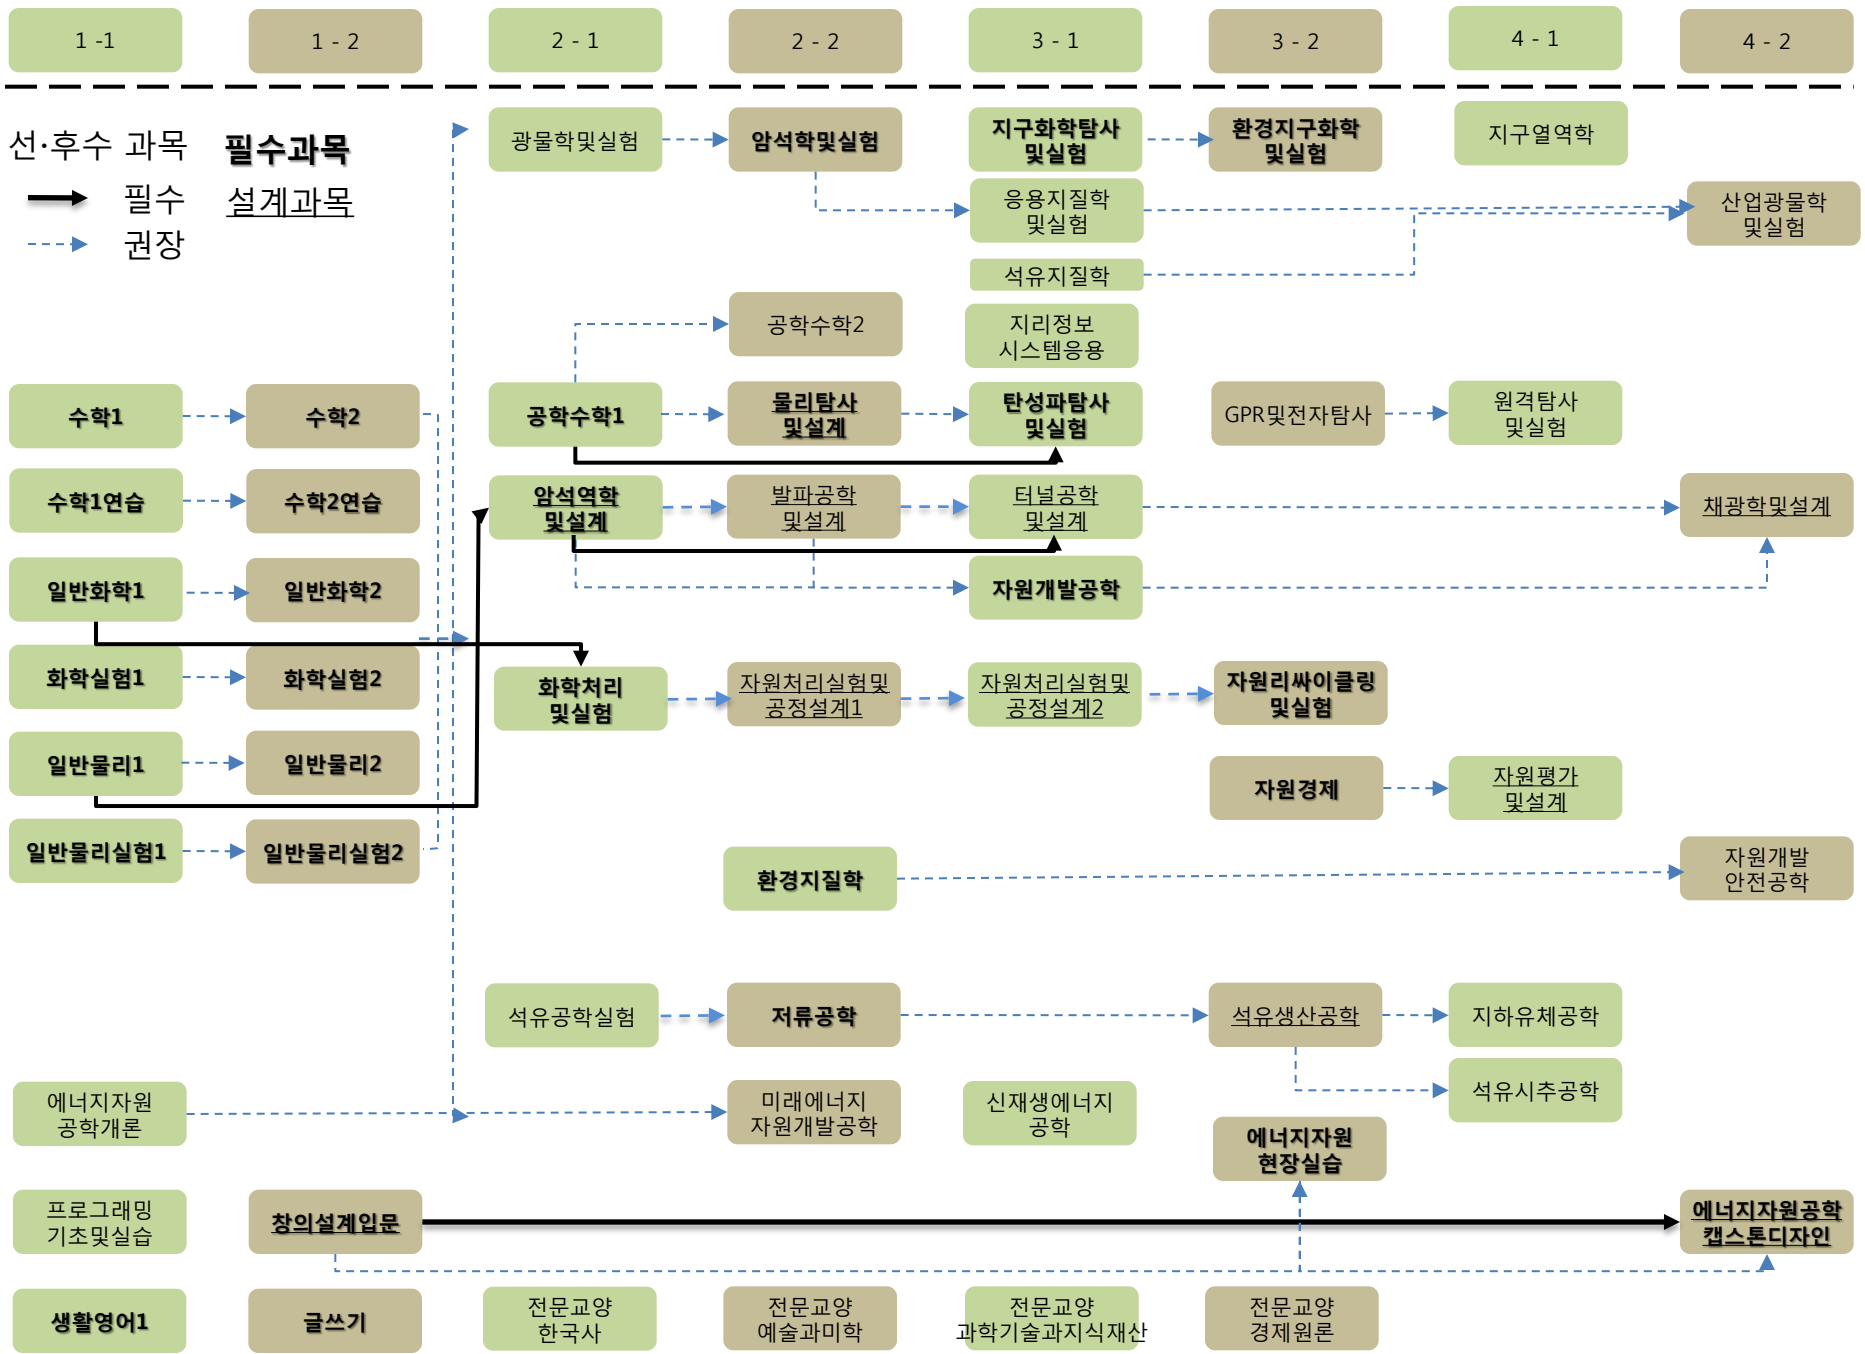 1 -1
1 - 2
2 - 1
2 - 2
3 - 1
3 - 2
4 - 1
4 - 2
선·후수 과목
필수과목
필수
설계과목
권장
광물학및실험
암석학및실험
지구화학탐사
및실험
환경지구화학
및실험
지구열역학
응용지질학
및실험
산업광물학
및실험
석유지질학
공학수학2
지리정보
시스템응용
수학1
수학2
공학수학1
물리탐사
및설계
탄성파탐사
및실험
GPR및전자탐사
원격탐사
및실험
수학1연습
수학2연습
암석역학
및설계
발파공학
및설계
터널공학
및설계
채광학및설계
일반화학1
일반화학2
자원개발공학
화학실험1
화학실험2
화학처리
및실험
자원처리실험및
공정설계1
자원처리실험및
공정설계2
자원리싸이클링
및실험
일반물리1
일반물리2
자원경제
자원평가
및설계
일반물리실험1
일반물리실험2
환경지질학
자원개발
안전공학
석유공학실험
저류공학
석유생산공학
지하유체공학
석유시추공학
에너지자원
공학개론
미래에너지
자원개발공학
신재생에너지
공학
에너지자원
현장실습
프로그래밍
기초및실습
창의설계입문
에너지자원공학
캡스톤디자인
생활영어1
글쓰기
전문교양
한국사
전문교양
예술과미학
전문교양
과학기술과지식재산
전문교양
경제원론